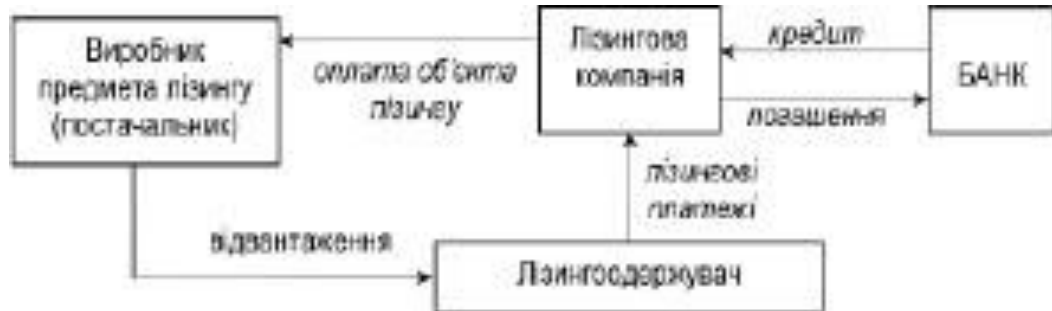 Виробник
предмета лізингу
(постачальник)
оплата об'єкта
лізингу
Лізингова
компанія
кредит
погашення
БАНК
лізингові
платежі
відвантаження
Лізингоодержувач